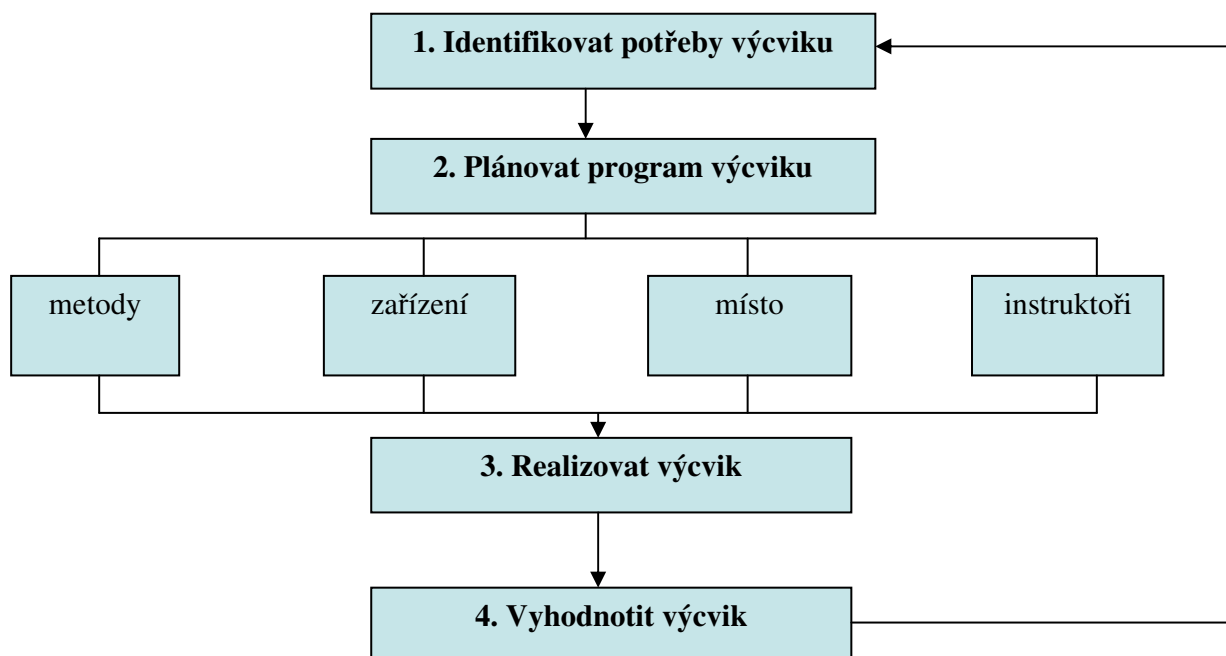 1. Identifikovat potřeby výcviku
2. Plánovat program výcviku
metody
zařízení
místo
instruktoři
3. Realizovat výcvik
4. Vyhodnotit výcvik